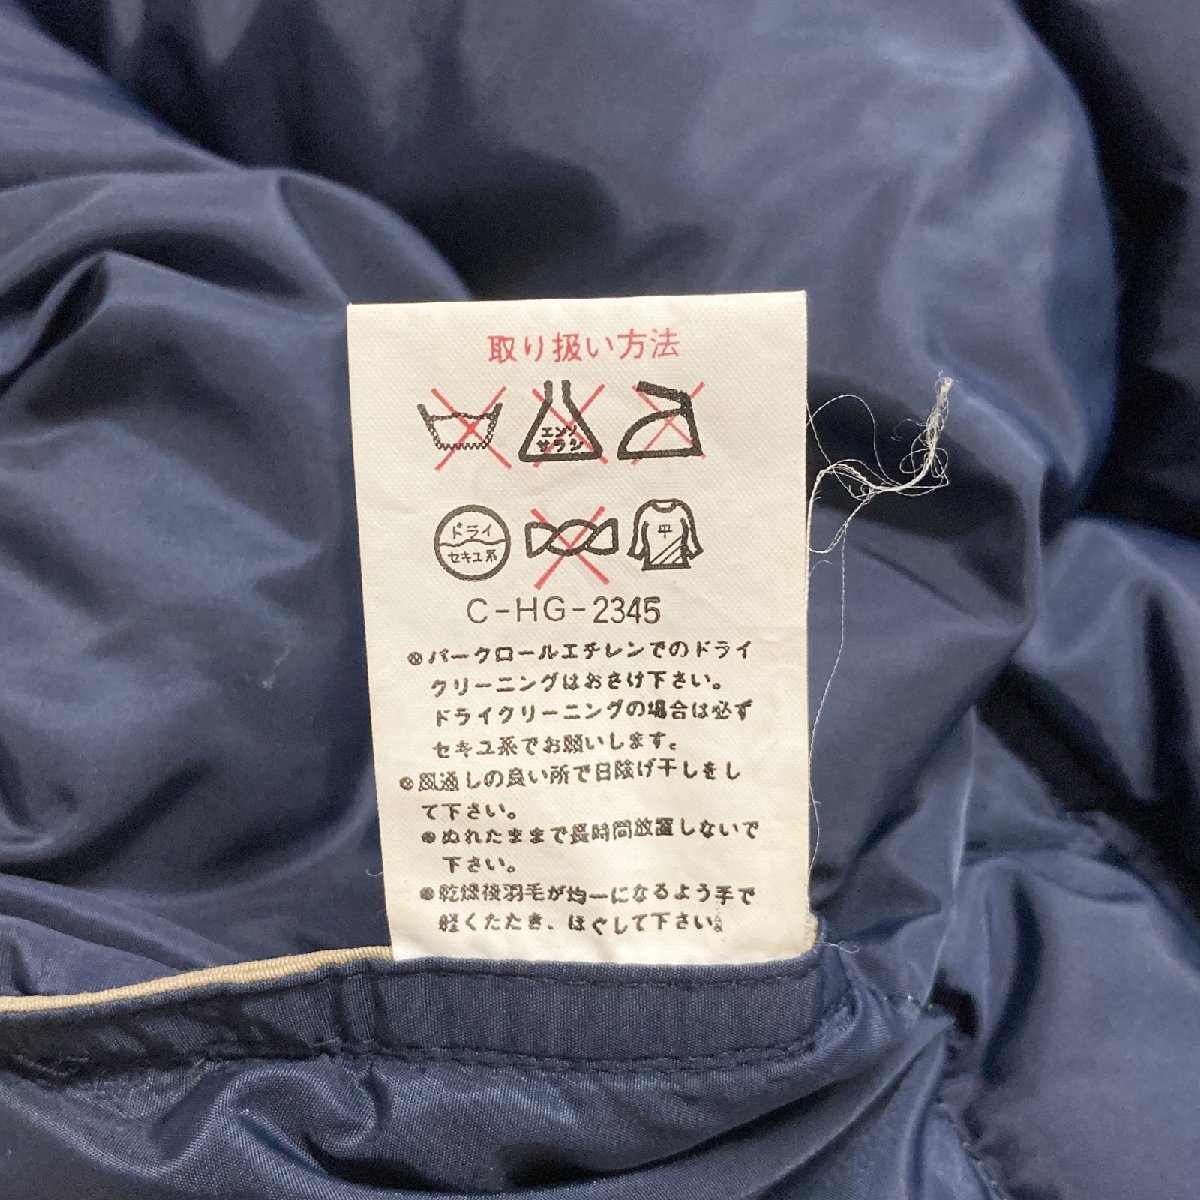 取り扱い方法
エンソ
サラシ
ドライ
セキユ系
平
C-HG-2345
※パークロールエチレンでのドライ
クリーニングはおさけ下さい。
ドライクリーニングの場合は必ず
セキユ系でお願いします。
※風通しの良い所で日陰げ干しをし
て下さい。
※ぬれたままで長時間放置しないで
下さい。
※乾燥後羽毛が均一になるよう手で
軽くたたき、ほぐして下さい。